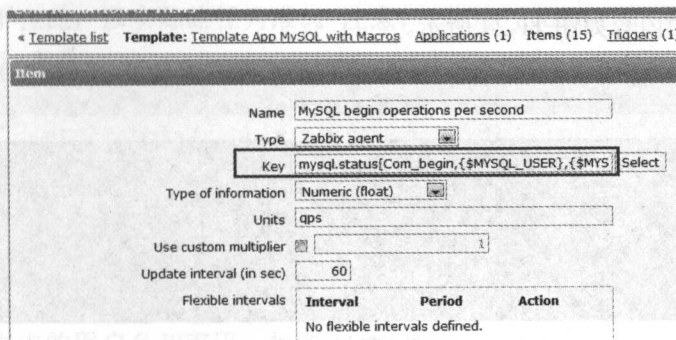 « Template list Template: Template App MySQL with Macros Applications (1) Items (15) Triggers (1
Item
Name MySQL begin operations per second
Type Zabbix agent
Key mysql.status[Com_begin,{$MYSQL_USER},{$MYS Select
Type of information Numeric (float)
Units qps
Use custom multiplier 1
Update interval (in sec) 60
Flexible intervals Interval Period Action
No flexible intervals defined.